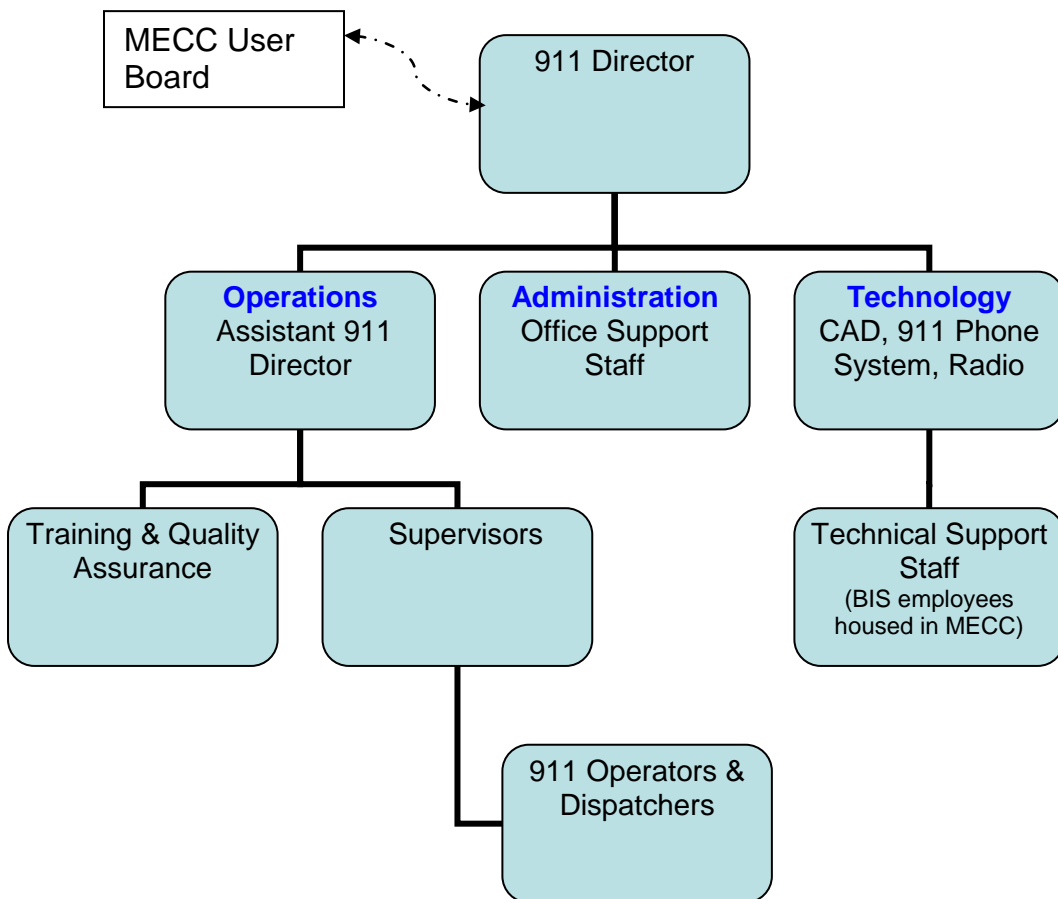 MECC User
Board
911 Director
Operations
Assistant 911
Director
Administration
Office Support
Staff
Technology
CAD, 911 Phone
System, Radio
Training & Quality
Assurance
Supervisors
Technical Support
Staff
(BIS employees
housed in MECC)
911 Operators &
Dispatchers